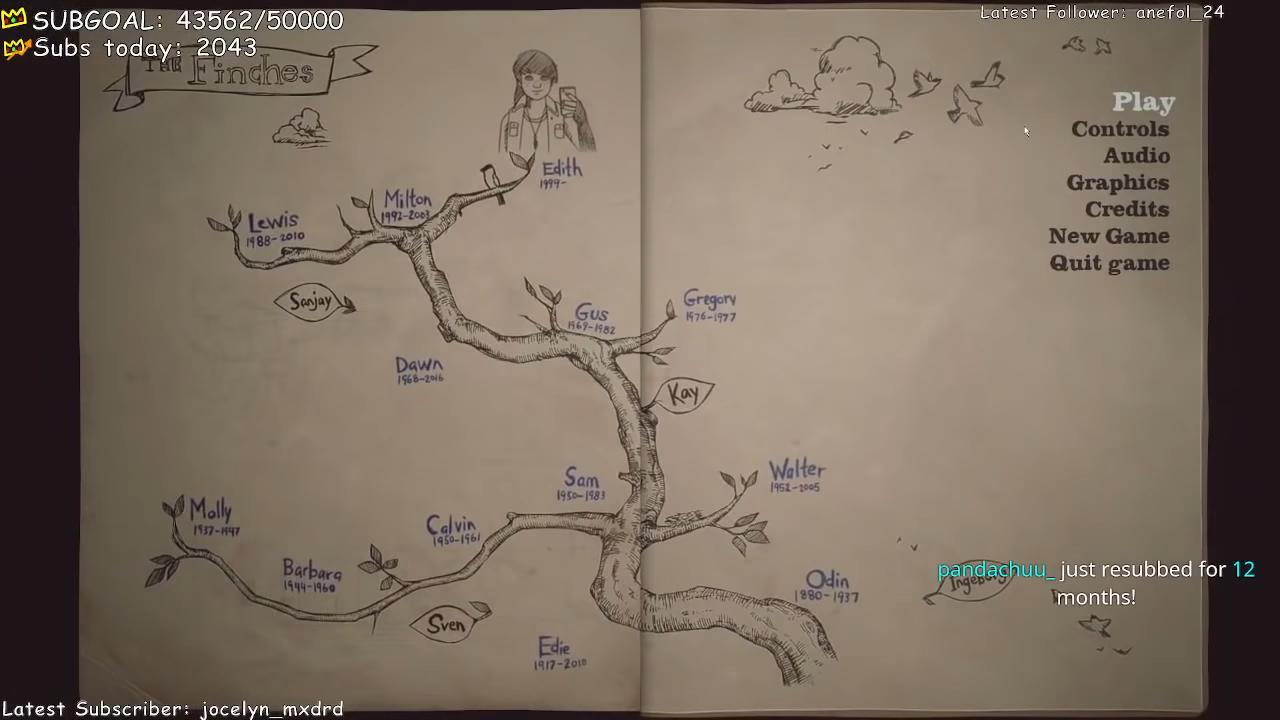 SUBGOAL: 43562/50000
Subs today: 2043
Latest Follower: anefol_24
THE Finches
Play
Controls
Audio
Graphics
Credits
New Game
Quit game
Edith
1999-
Milton
1992-2003
Lewis
1988-2010
Sanjay
Gus
1969-1982
Gregory
1976-1977
Dawn
1968-2016
Kay
Sam
1950-1983
Walter
1952-2005
Molly
1937-1947
Calvin
1950-1961
Barbara
1944-1960
Sven
Odin
1880-1937
Ingeborg
Edie
1917-2010
pandachuu_ just resubbed for 12
months!
Latest Subscriber: jocelyn_mxdrd